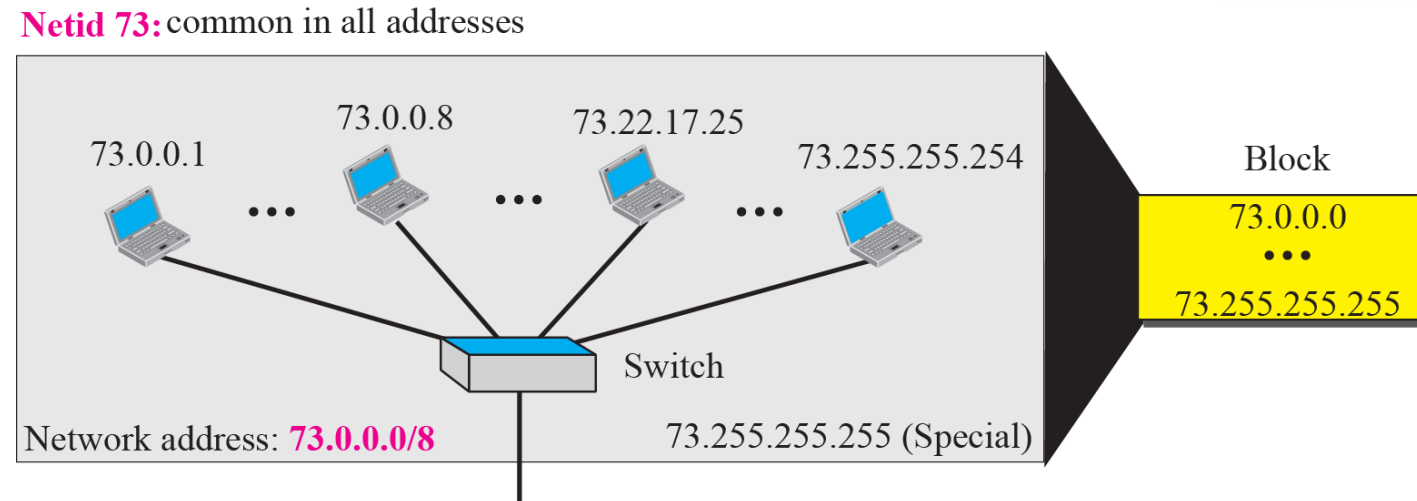 Netid 73: common in all addresses
73.0.0.1
73.0.0.8
73.22.17.25
73.255.255.254
Switch
Network address: 73.0.0.0/8
73.255.255.255 (Special)
Block
73.0.0.0
73.255.255.255